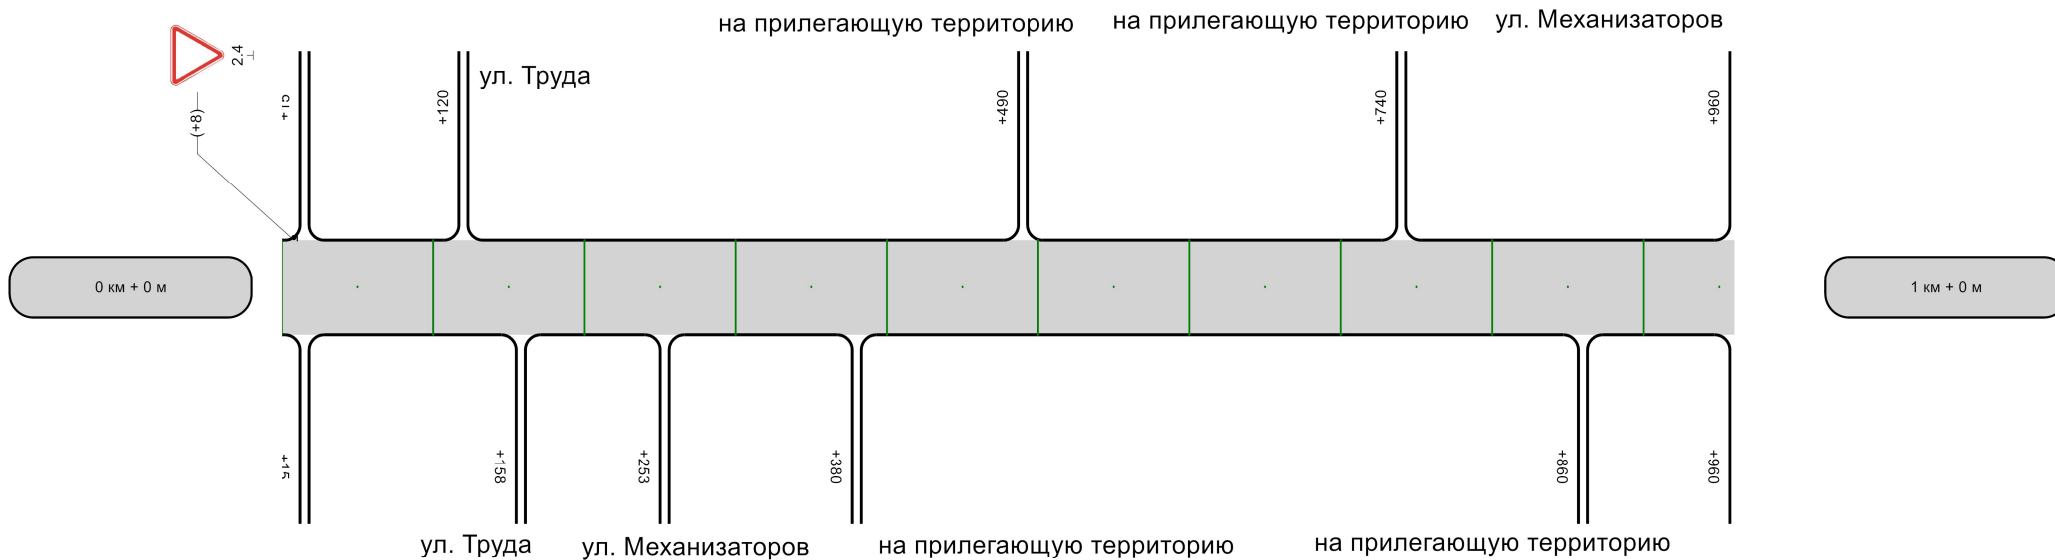 на прилегающую территорию
на прилегающую территорию
ул. Механизаторов
2.4
(+8)
+15
+120
ул. Труда
+490
+740
+960
0 км + 0 м
1 км + 0 м
+15
+158
+253
+380
+860
+960
ул. Труда
ул. Механизаторов
на прилегающую территорию
на прилегающую территорию